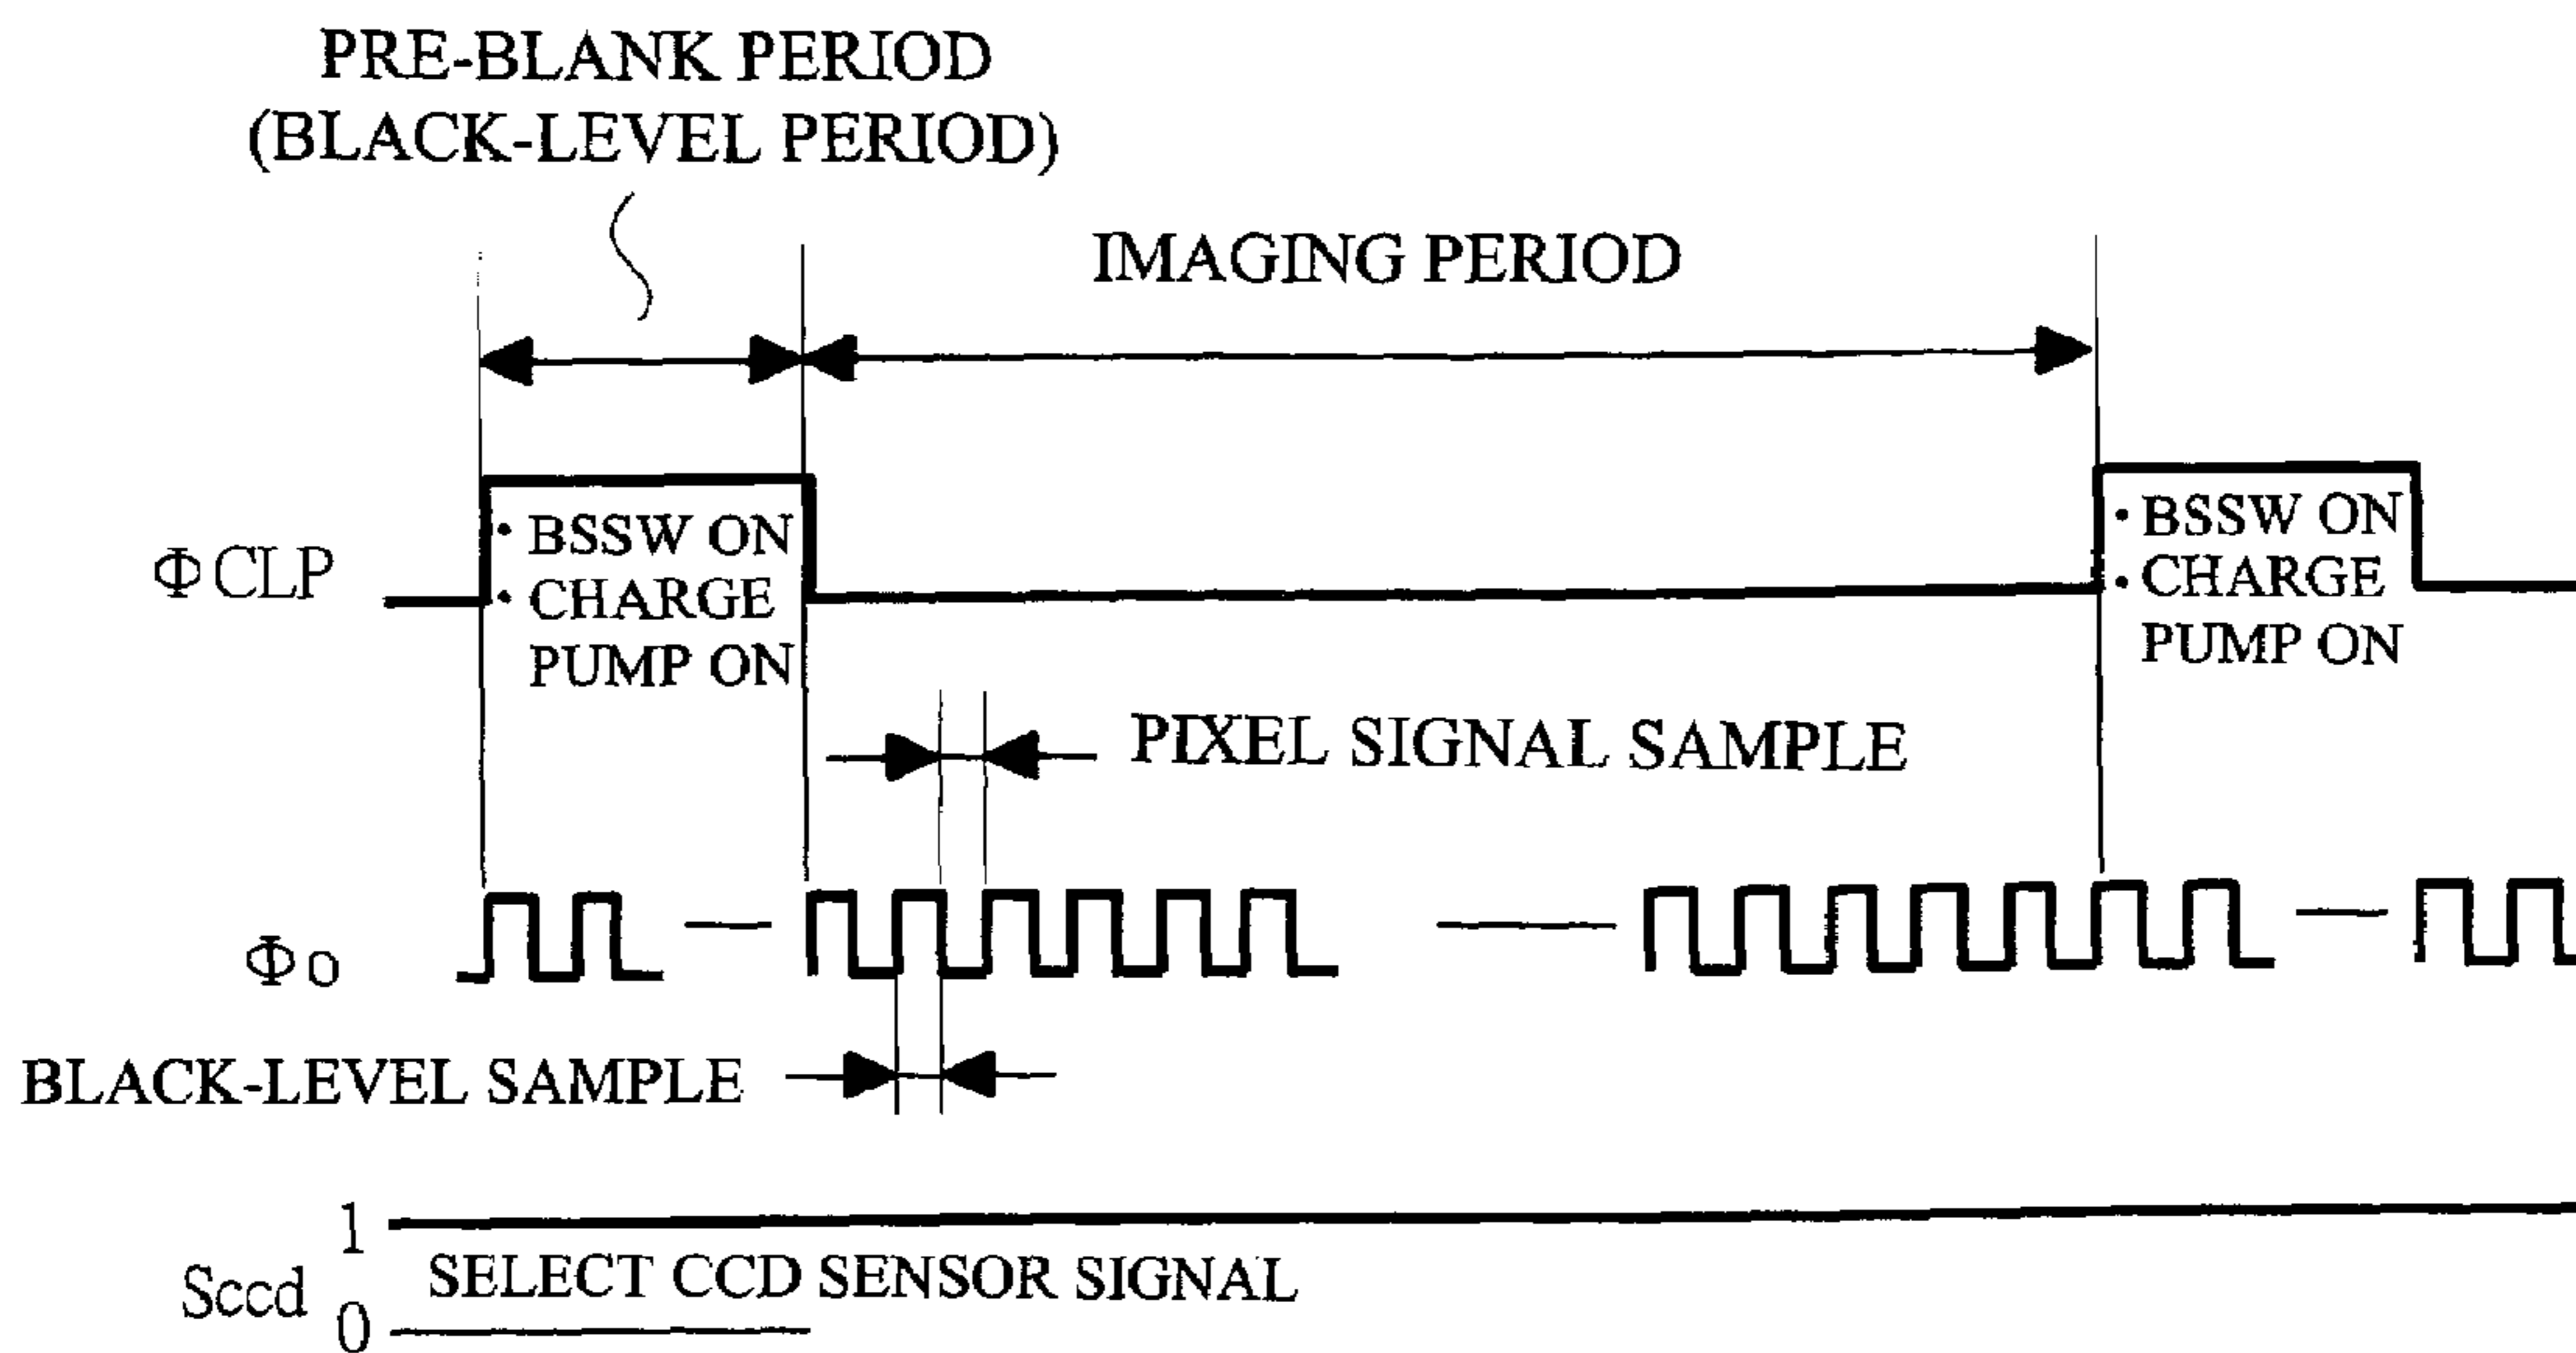 PRE-BLANK PERIOD
(BLACK-LEVEL PERIOD)
IMAGING PERIOD
ΦCLP
• BSSW ON
• CHARGE
PUMP ON
• BSSW ON
• CHARGE
PUMP ON
PIXEL SIGNAL SAMPLE
Φo
BLACK-LEVEL SAMPLE
1
Sccd
SELECT CCD SENSOR SIGNAL
0